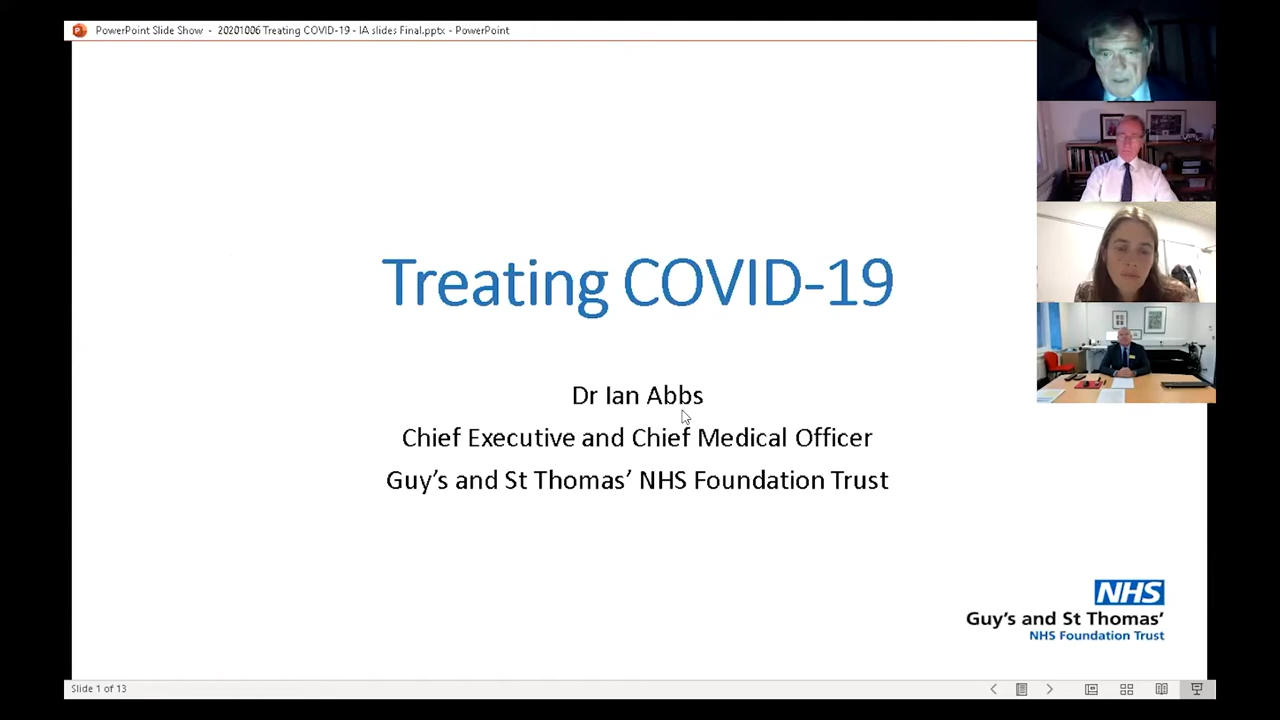 PowerPoint Slide Show - 20201006 Treating COVID-19 - IA slides Final.pptx - PowerPoint
Treating COVID-19
Dr Ian Abbs
Chief Executive and Chief Medical Officer
Guy's and St Thomas' NHS Foundation Trust
NHS
Guy's and St Thomas'
NHS Foundation Trust
Slide 1 of 13